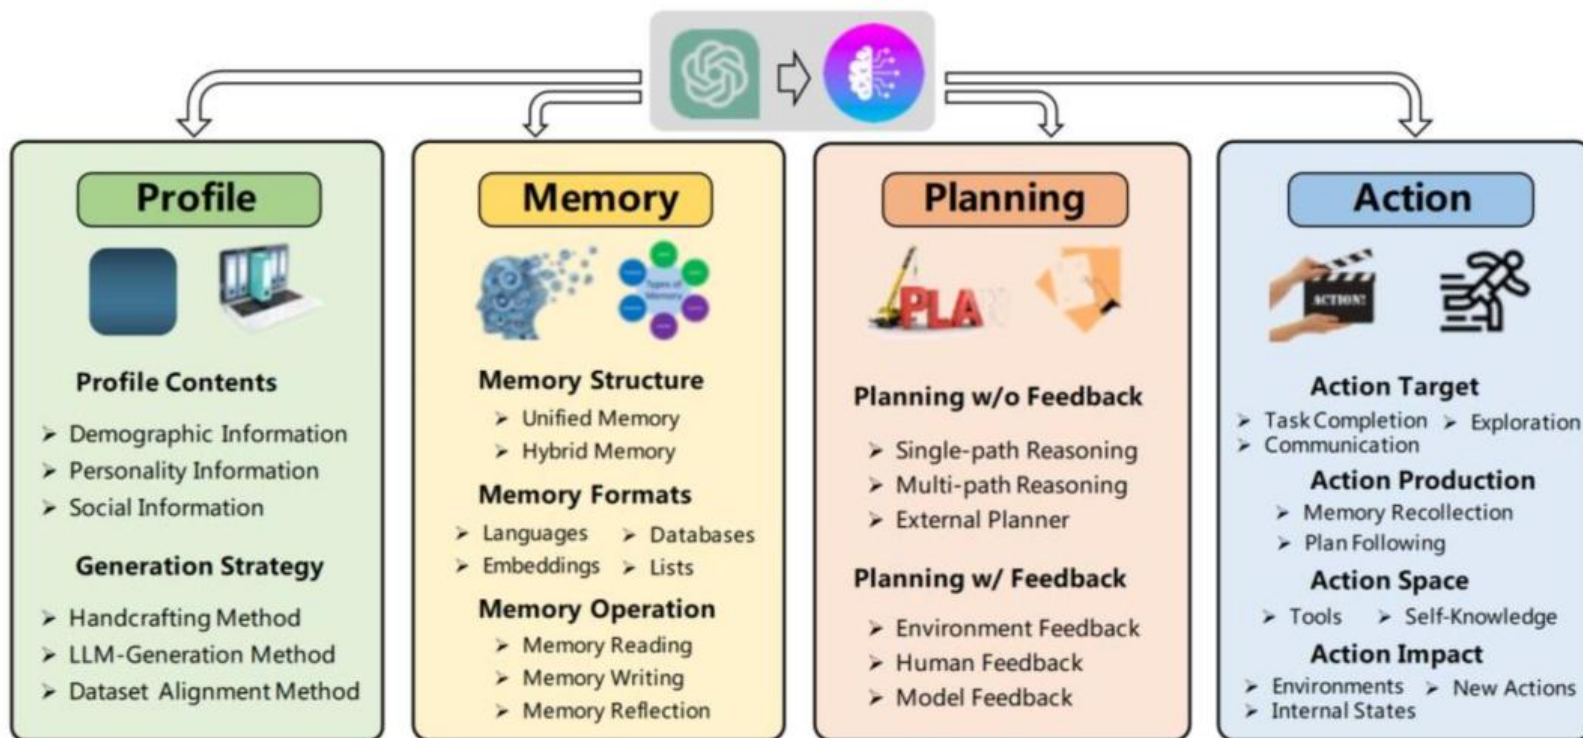 Profile
Profile Contents
➤ Demographic Information
➤ Personality Information
➤ Social Information
Generation Strategy
➤ Handcrafting Method
➤ LLM-Generation Method
➤ Dataset Alignment Method
Memory
Types of
Memory
Memory Structure
➤ Unified Memory
➤ Hybrid Memory
Memory Formats
➤ Languages ➤ Databases
➤ Embeddings ➤ Lists
Memory Operation
➤ Memory Reading
➤ Memory Writing
➤ Memory Reflection
Planning
PLAN
Planning w/o Feedback
➤ Single-path Reasoning
➤ Multi-path Reasoning
➤ External Planner
Planning w/ Feedback
➤ Environment Feedback
➤ Human Feedback
➤ Model Feedback
Action
ACTION!
Action Target
➤ Task Completion ➤ Exploration
➤ Communication
Action Production
➤ Memory Recollection
➤ Plan Following
Action Space
➤ Tools ➤ Self-Knowledge
Action Impact
➤ Environments ➤ New Actions
➤ Internal States